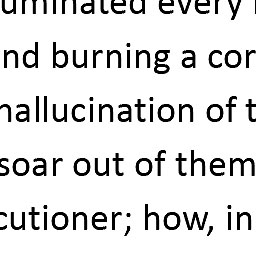 uminated every
nd burning a cor
hallucination of t
soar out of them
cutioner; how, in